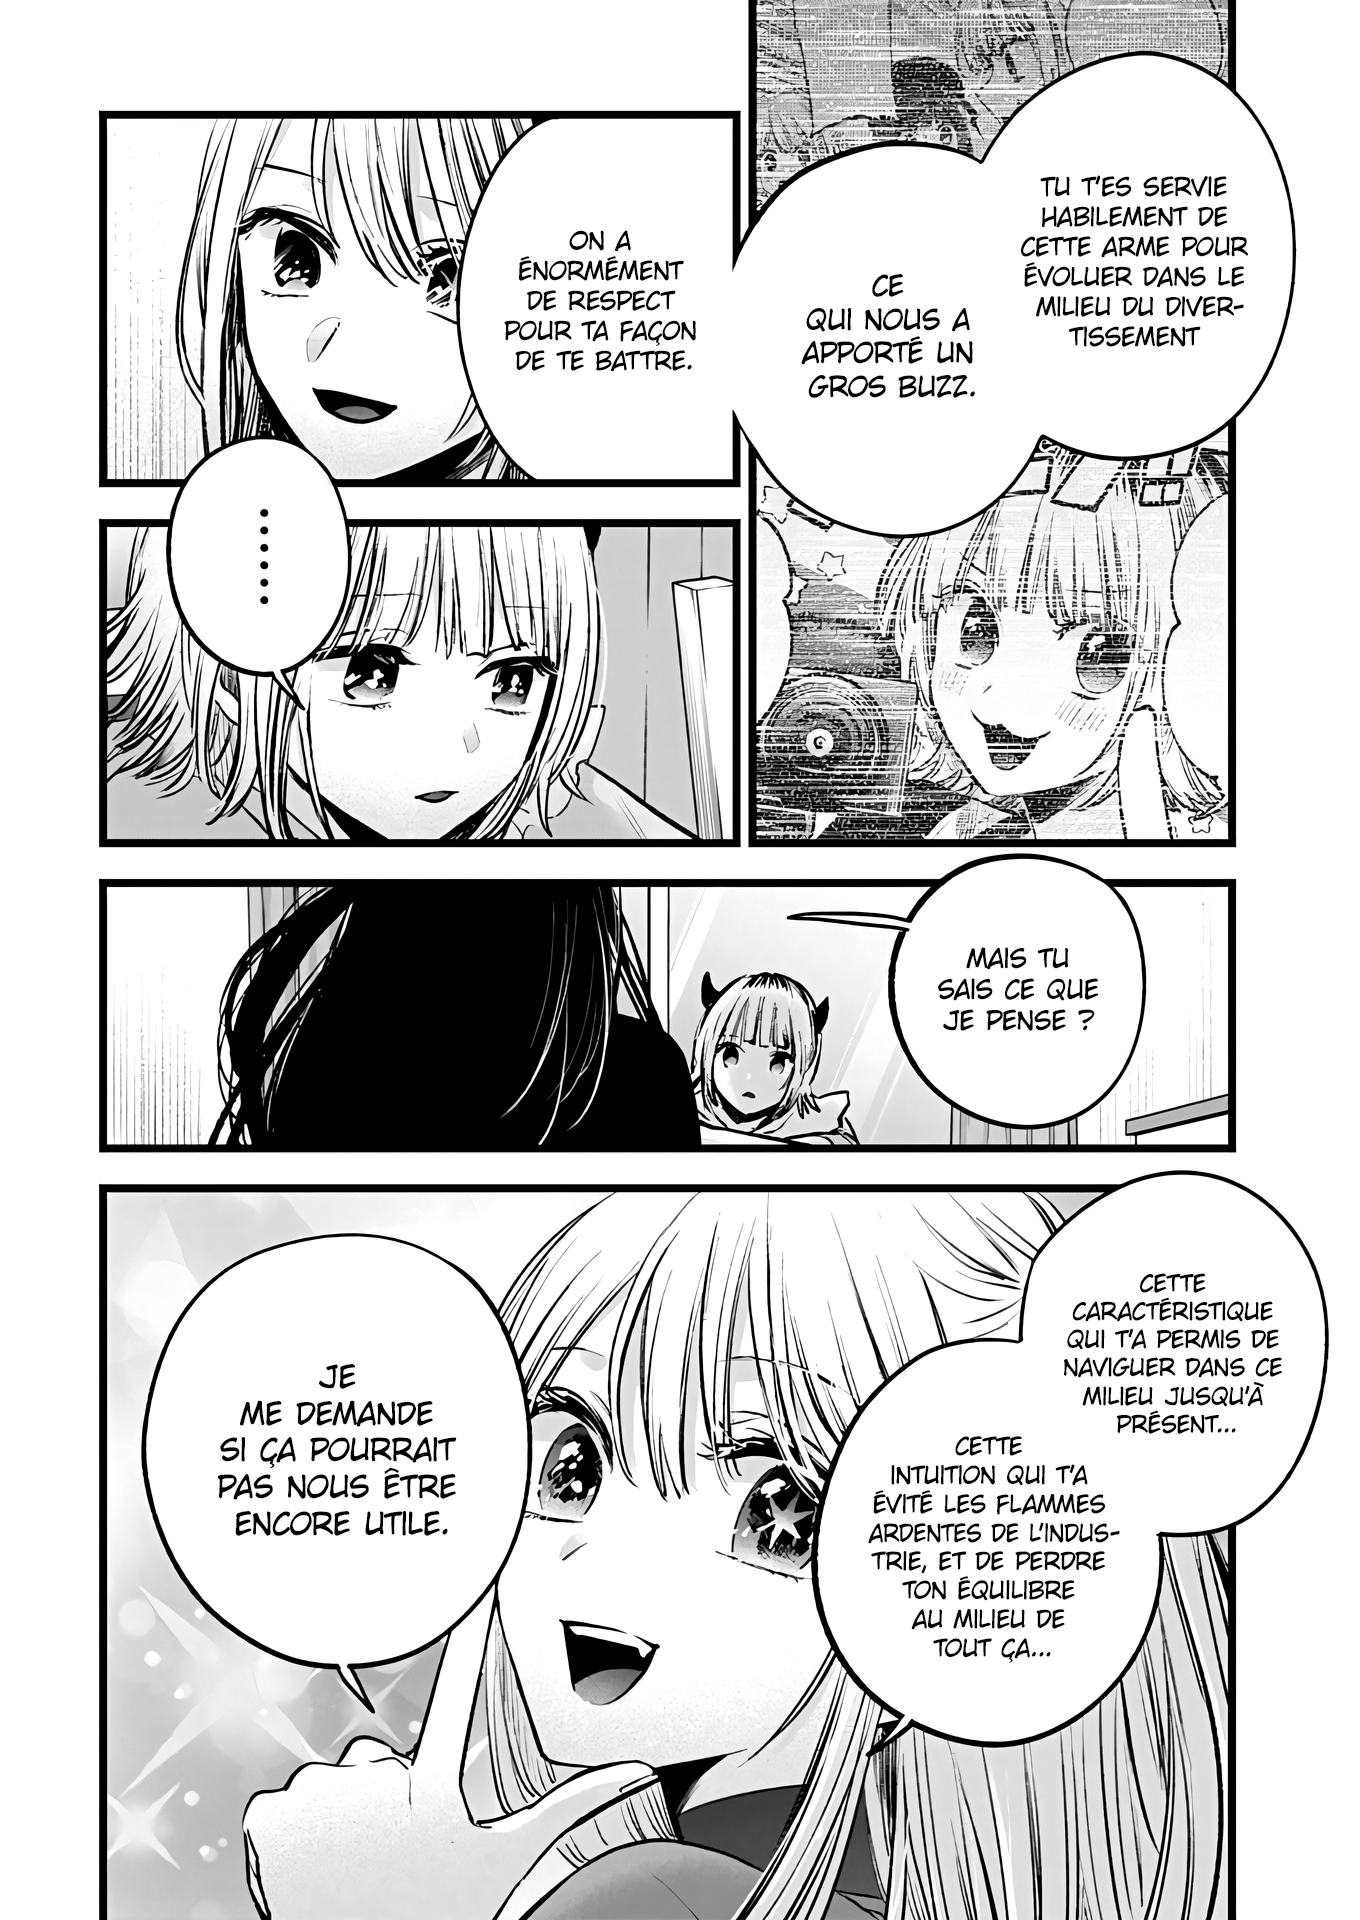 TU T'ES SERVIE
HABILEMENT DE
CETTE ARME POUR
ÉVOLUER DANS LE
MILIEU DU DIVER-
TISSEMENT
CE
QUI NOUS A
APPORTÉ UN
GROS BUZZ.
ON A
ÉNORMÉMENT
DE RESPECT
POUR TA FAÇON
DE TE BATTRE.
......
MAIS TU
SAIS CE QUE
JE PENSE ?
CETTE
CARACTÉRISTIQUE
QUI T'A PERMIS DE
NAVIGUER DANS CE
MILIEU JUSQU'À
PRÉSENT...
CETTE
INTUITION QUI T'A
ÉVITÉ LES FLAMMES
ARDENTES DE L'INDUS-
TRIE, ET DE PERDRE
TON ÉQUILIBRE
AU MILIEU DE
TOUT ÇA...
JE
ME DEMANDE
SI ÇA POURRAIT
PAS NOUS ÊTRE
ENCORE UTILE.